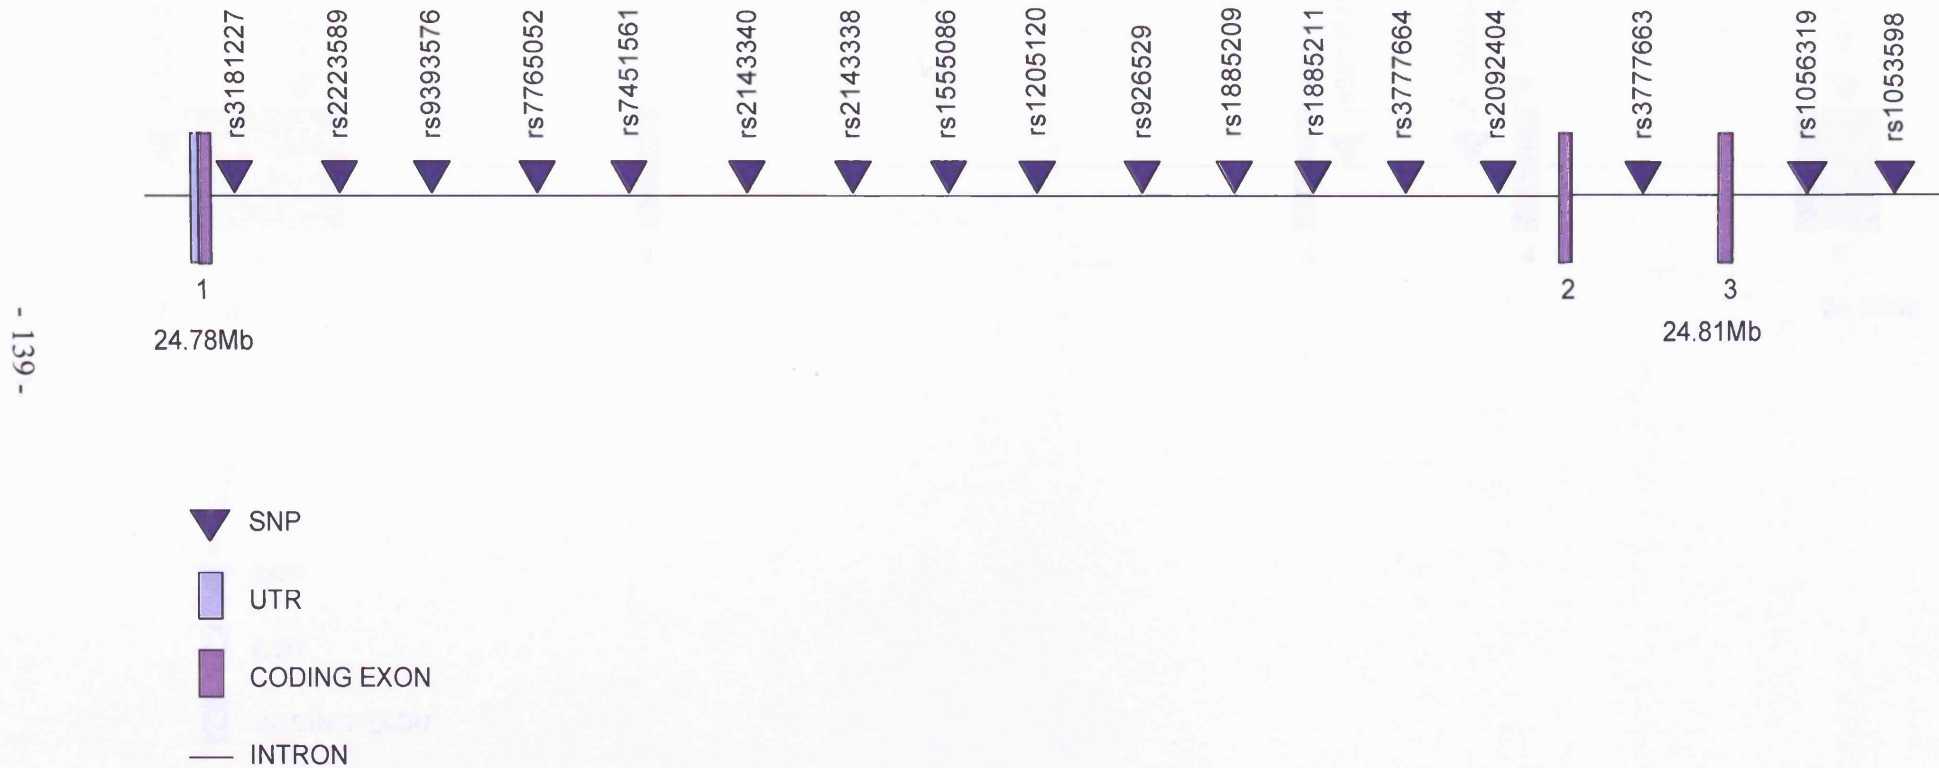 rs3181227
rs2223589
rs9393576
rs7765052
rs7451561
rs2143340
rs2143338
rs1555086
rs1205120
rs926529
rs1885209
rs1885211
rs3777664
rs2092404
rs3777663
rs1056319
rs1053598
1
2
3
24.78Mb
24.81Mb
- 139 -
SNP
UTR
CODING EXON
INTRON